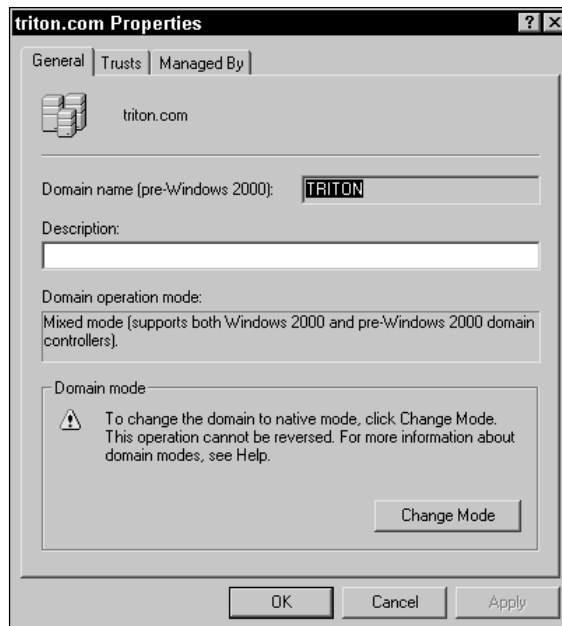 triton.com Properties
General Trusts Managed By
triton.com
Domain name (pre-Windows 2000): TRITON
Description:
Domain operation mode:
Mixed mode (supports both Windows 2000 and pre-Windows 2000 domain
controllers).
Domain mode
To change the domain to native mode, click Change Mode.
This operation cannot be reversed. For more information about
domain modes, see Help.
Change Mode
OK Cancel Apply